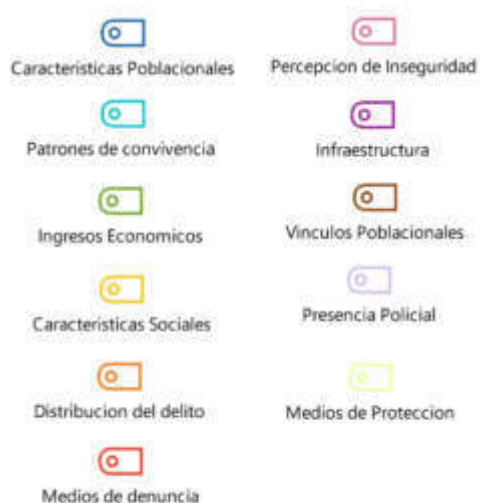 Caracteristicas Poblacionales
Percepcion de Inseguridad
Patrones de convivencia
Infraestructura
Ingresos Economicos
Vinculos Poblacionales
Caracteristicas Sociales
Presencia Policial
Distribucion del delito
Medios de Proteccion
Medios de denuncia